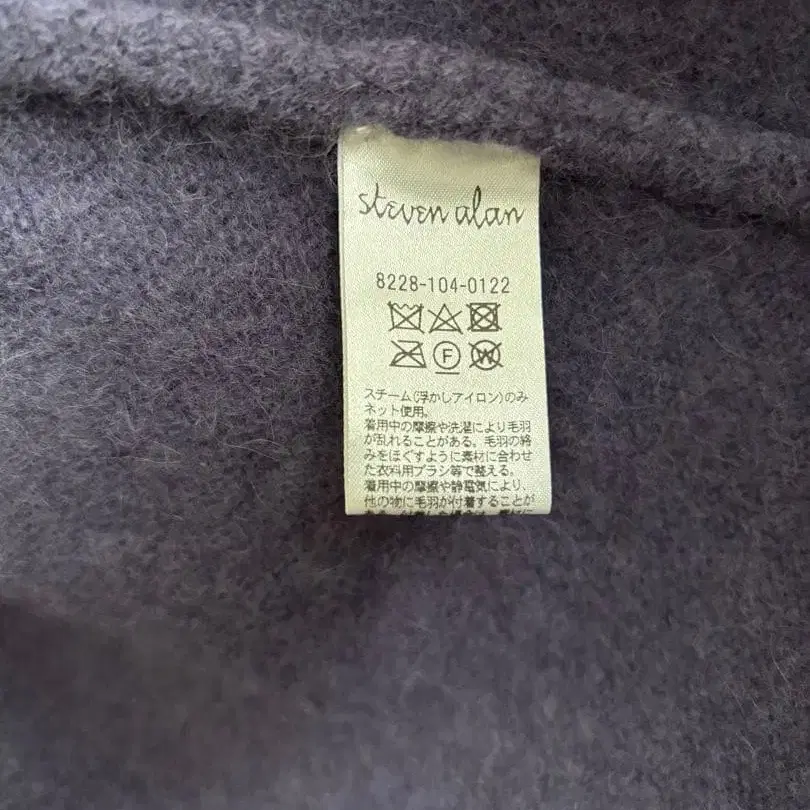 steven alan
8228-104-0122
F
W
スチーム(浮かしアイロン)のみ
ネット使用。
着用中の摩擦や洗濯により毛羽
が乱れることがある。毛羽の絡
みをほぐすように素材に合わせ
た衣料用ブラシ等で整える。
着用中の摩擦や静電気により、
他の物に毛羽が付着することが